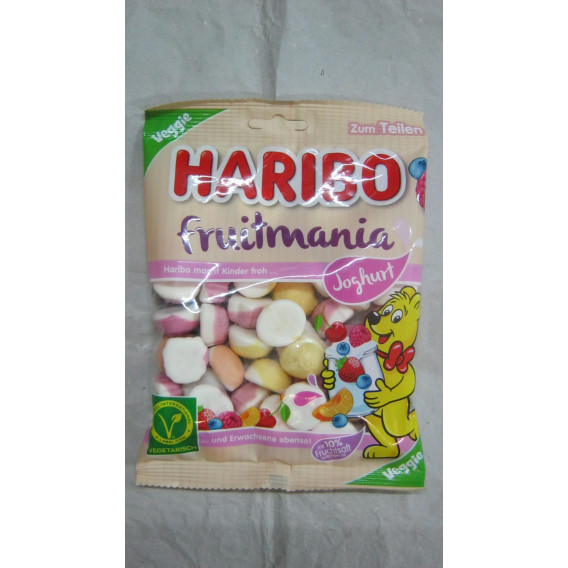 Veggie
Zum Teilen
HARIBO
fruitmania
Haribo macht Kinder froh ...
Joghurt
VEGETARISCH
... und Erwachsene ebenso!
10%
Fruchtsaft
Veggie